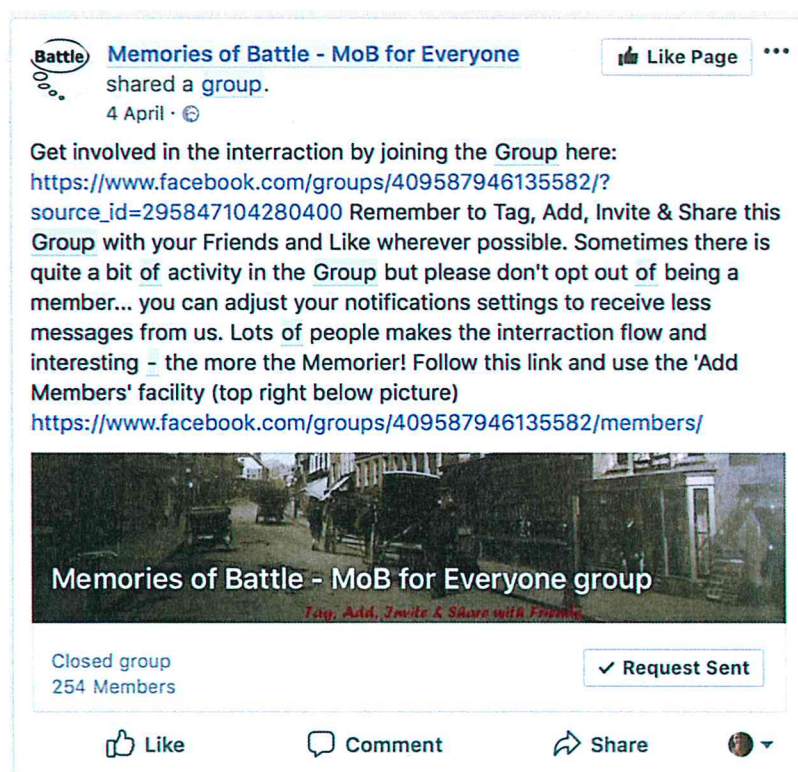 Battle
Memories of Battle - MoB for Everyone
shared a group.
Like Page
4 April ·
Get involved in the interraction by joining the Group here:
https://www.facebook.com/groups/409587946135582/?
source_id=295847104280400 Remember to Tag, Add, Invite & Share this
Group with your Friends and Like wherever possible. Sometimes there is
quite a bit of activity in the Group but please don't opt out of being a
member... you can adjust your notifications settings to receive less
messages from us. Lots of people makes the interraction flow and
interesting - the more the Memorier! Follow this link and use the 'Add
Members' facility (top right below picture)
https://www.facebook.com/groups/409587946135582/members/
Memories of Battle - MoB for Everyone group
Tag, Add, Invite & Share with Friends
Closed group
254 Members
Request Sent
Like
Comment
Share